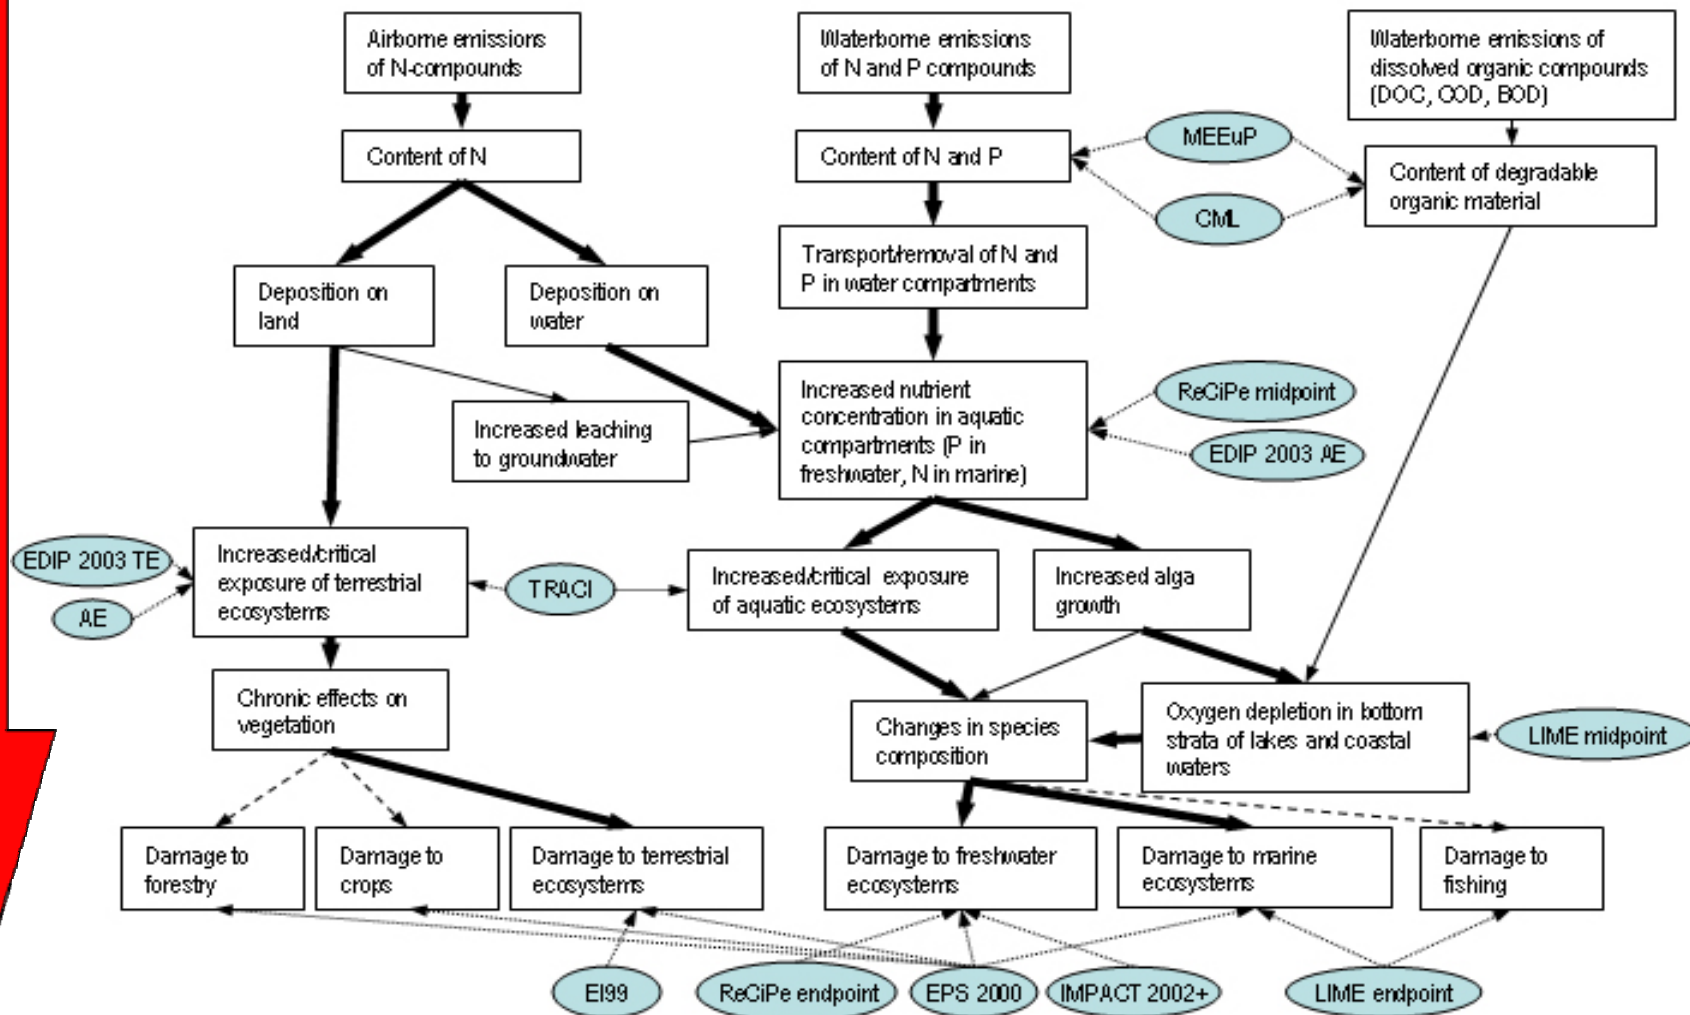 Airborne emissions
of N-compounds
Waterborne emissions
of N and P compounds
Waterborne emissions of
dissolved organic compounds
(DOC, COD, BOD)
Content of N
Content of N and P
MEEuP
Content of degradable
organic material
CML
Transport/removal of N and
P in water compartments
Deposition on
land
Deposition on
water
Increased nutrient
concentration in aquatic
compartments (P in
freshwater, N in marine)
ReCiPe midpoint
EDIP 2003 AE
Increased leaching
to groundwater
EDIP 2003 TE
AE
Increased/critical
exposure of terrestrial
ecosystems
TRACI
Increased/critical exposure
of aquatic ecosystems
Increased alga
growth
Chronic effects on
vegetation
Changes in species
composition
Oxygen depletion in bottom
strata of lakes and coastal
waters
LIME midpoint
Damage to
forestry
Damage to
crops
Damage to terrestrial
ecosystems
Damage to freshwater
ecosystems
Damage to marine
ecosystems
Damage to
fishing
EI99
ReCiPe endpoint
EPS 2000
IMPACT 2002+
LIME endpoint